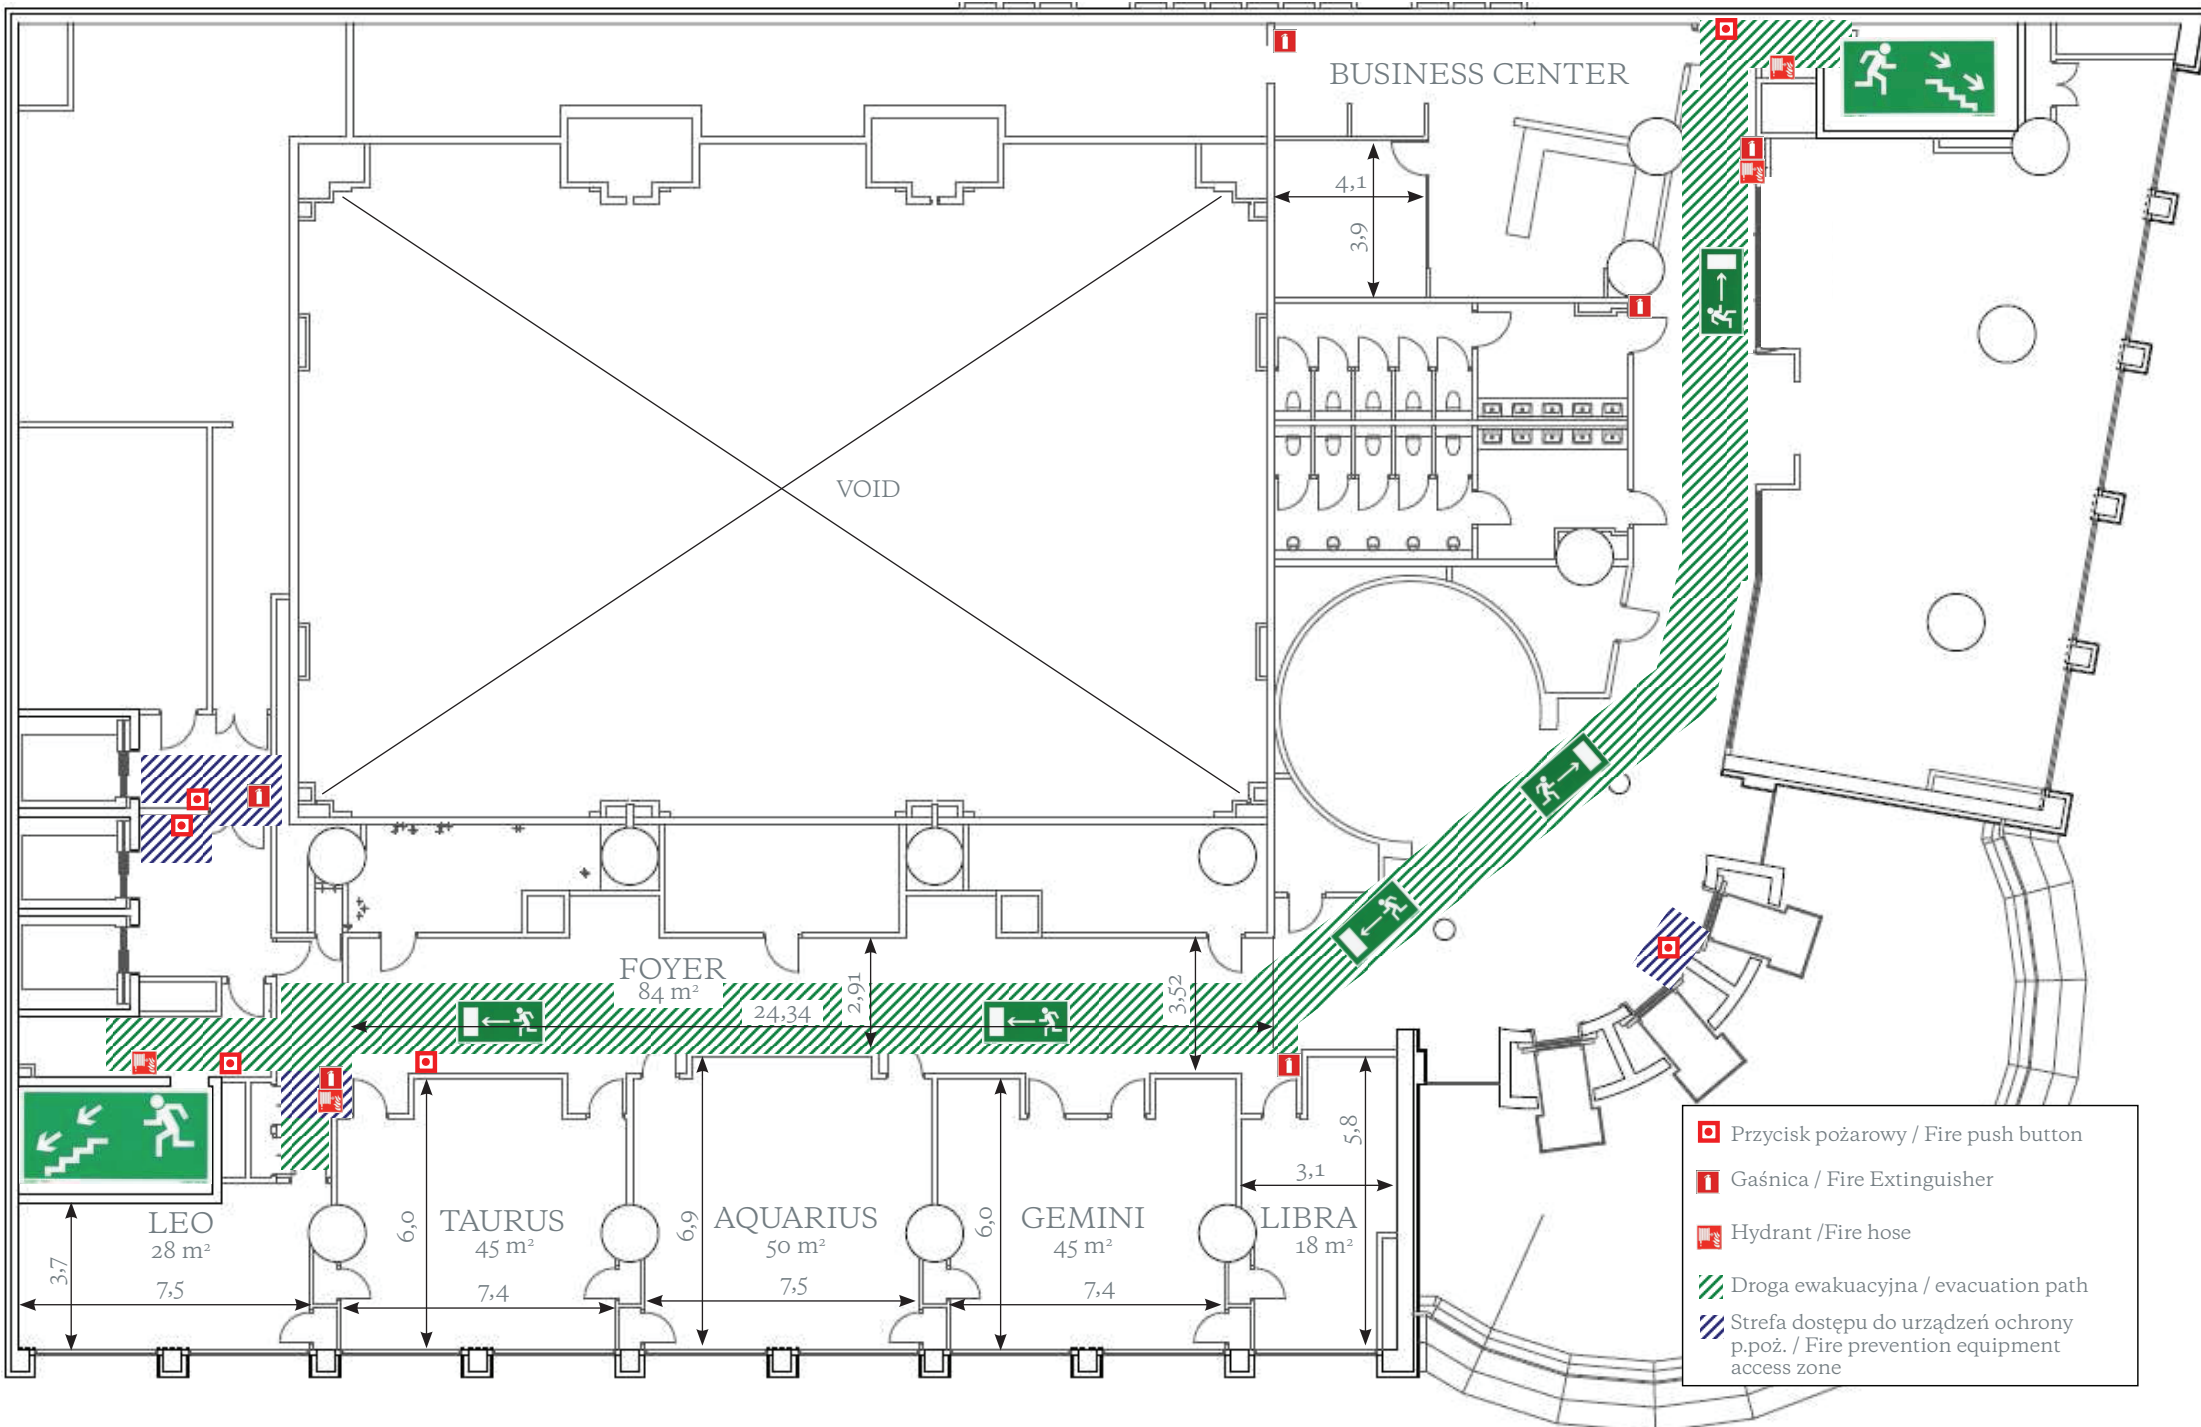 BUSINESS CENTER
4,1
3,9
VOID
FOYER
84 m²
24,34
2,91
3,52
LEO
28 m²
3,7
7,5
TAURUS
45 m²
6,0
7,4
AQUARIUS
50 m²
6,9
7,5
GEMINI
45 m²
6,0
7,4
LIBRA
18 m²
3,1
5,8
Przycisk pożarowy / Fire push button
Gaśnica / Fire Extinguisher
Hydrant /Fire hose
Droga ewakuacyjna / evacuation path
Strefa dostępu do urządzeń ochrony
p.poż. / Fire prevention equipment
access zone